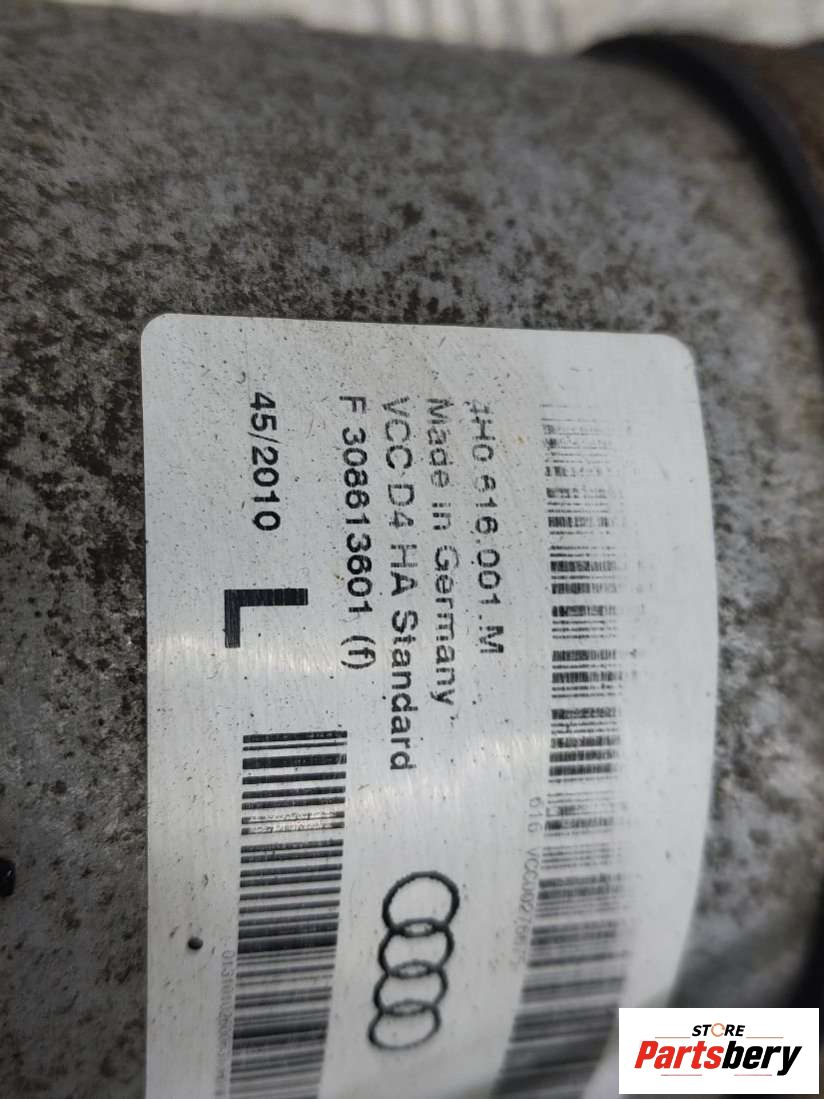 4H0.616.001.M
Made in Germany
VCC D4 HA Standard
F 308613601 (f)
45/2010
L
STORE
Partsbery